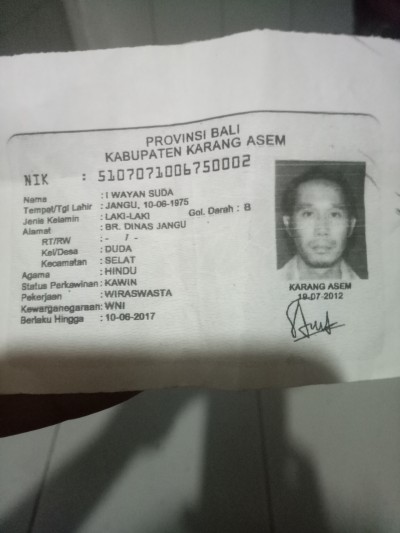 PROVINSI BALI
KABUPATEN KARANG ASEM
NIK : 5107071006750002
Nama : I WAYAN SUDA
Tempat/Tgl Lahir : JANGU, 10-06-1975
Jenis Kelamin : LAKI-LAKI Gol. Darah : B
Alamat : BR. DINAS JANGU
RT/RW : - / -
Kel/Desa : DUDA
Kecamatan : SELAT
Agama : HINDU
Status Perkawinan : KAWIN
Pekerjaan : WIRASWASTA
Kewarganegaraan : WNI
Berlaku Hingga : 10-06-2017
KARANG ASEM
19-07-2012